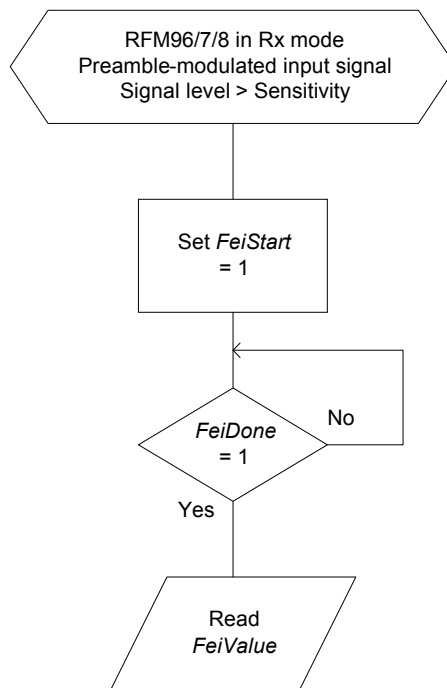 RFM96/7/8 in Rx mode
Preamble-modulated input signal
Signal level > Sensitivity
Set FeiStart
= 1
FeiDone
= 1
No
Yes
Read
FeiValue